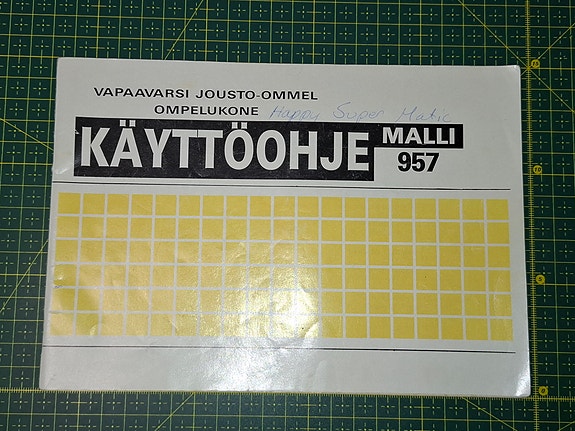 VAPAAVARSI JOUSTO-OMMEL
OMPELUKONE Happy Super Matic
KÄYTTÖOHJE MALLI
957